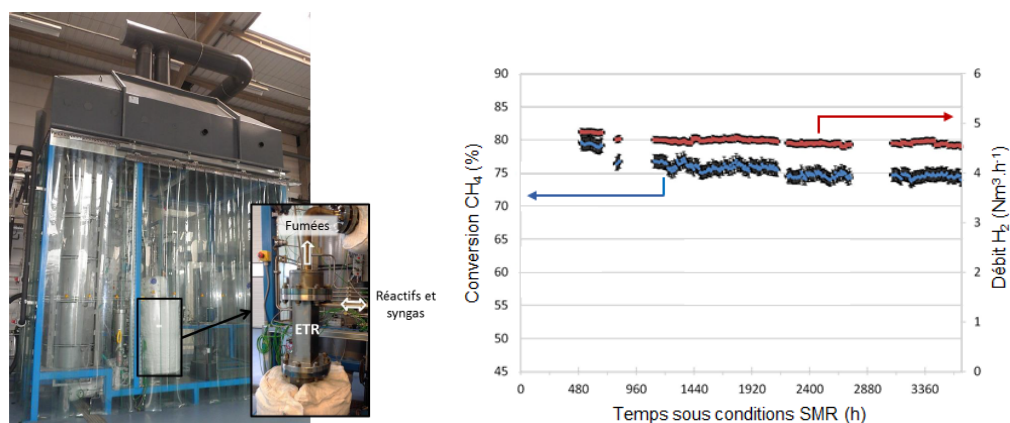 Fumées
Réactifs et
syngas
ETR
Conversion CH₄ (%)
90
85
80
75
70
65
60
55
50
45
0 480 960 1440 1920 2400 2880 3360
Temps sous conditions SMR (h)
6
5
4
3
2
1
0
Débit H₂ (Nm³.h⁻¹)